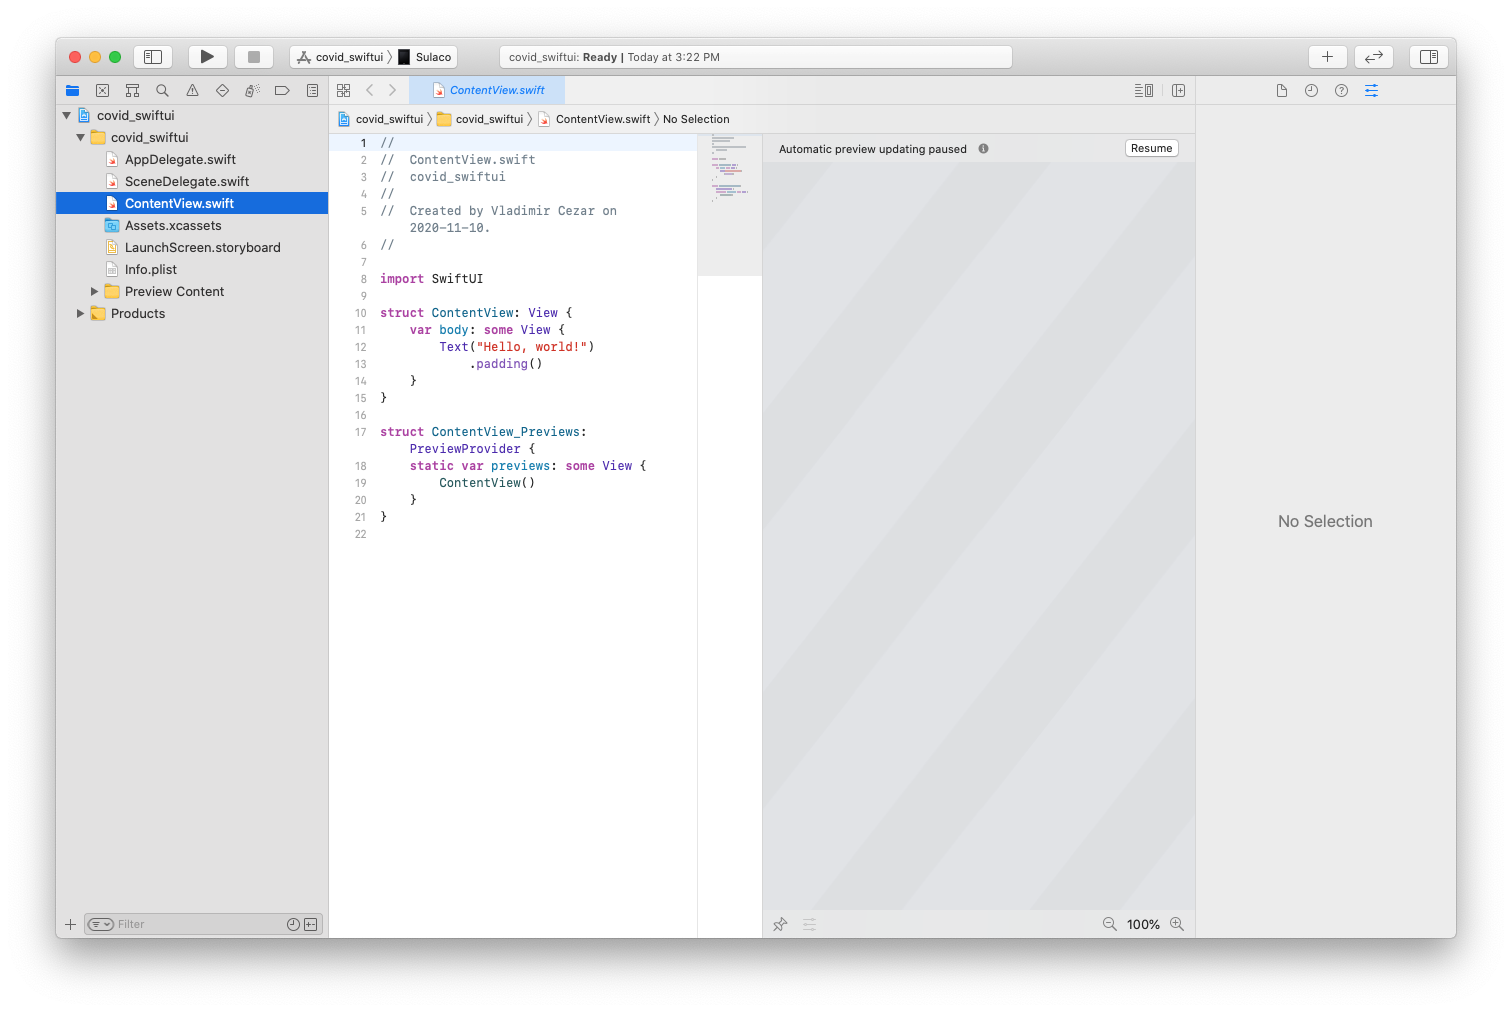 covid_swiftui Sulaco
covid_swiftui: Ready | Today at 3:22 PM
ContentView.swift
covid_swiftui
covid_swiftui
AppDelegate.swift
SceneDelegate.swift
ContentView.swift
Assets.xcassets
LaunchScreen.storyboard
Info.plist
Preview Content
Products
Filter
covid_swiftui covid_swiftui ContentView.swift No Selection
1 //
2 //  ContentView.swift
3 //  covid_swiftui
4 //
5 //  Created by Vladimir Cezar on
2020-11-10.
6 //
7
8 import SwiftUI
9
10 struct ContentView: View {
11     var body: some View {
12         Text("Hello, world!")
13             .padding()
14     }
15 }
16
17 struct ContentView_Previews:
PreviewProvider {
18     static var previews: some View {
19         ContentView()
20     }
21 }
22
Automatic preview updating paused Resume
100%
No Selection